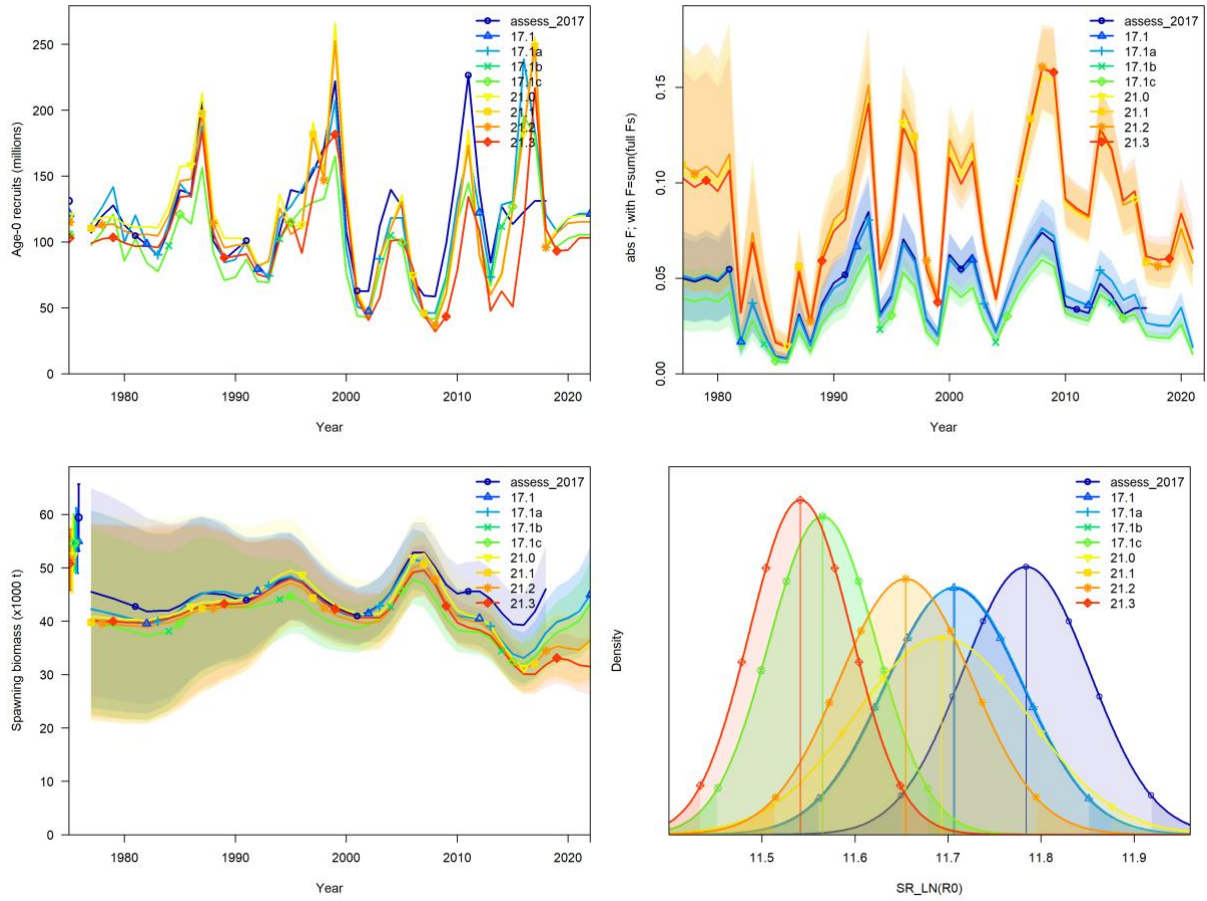 Age-0 recruits (millions)
250
200
150
100
50
0
1980
1990
2000
2010
2020
Year
assess_2017
17.1
17.1a
17.1b
17.1c
21.0
21.1
21.2
21.3
abs F; with F=sum(full Fs)
0.15
0.10
0.05
0.00
1980
1990
2000
2010
2020
Year
assess_2017
17.1
17.1a
17.1b
17.1c
21.0
21.1
21.2
21.3
Spawning biomass (x1000 t)
60
50
40
30
20
10
0
1980
1990
2000
2010
2020
Year
assess_2017
17.1
17.1a
17.1b
17.1c
21.0
21.1
21.2
21.3
Density
11.5
11.6
11.7
11.8
11.9
SR_LN(R0)
assess_2017
17.1
17.1a
17.1b
17.1c
21.0
21.1
21.2
21.3